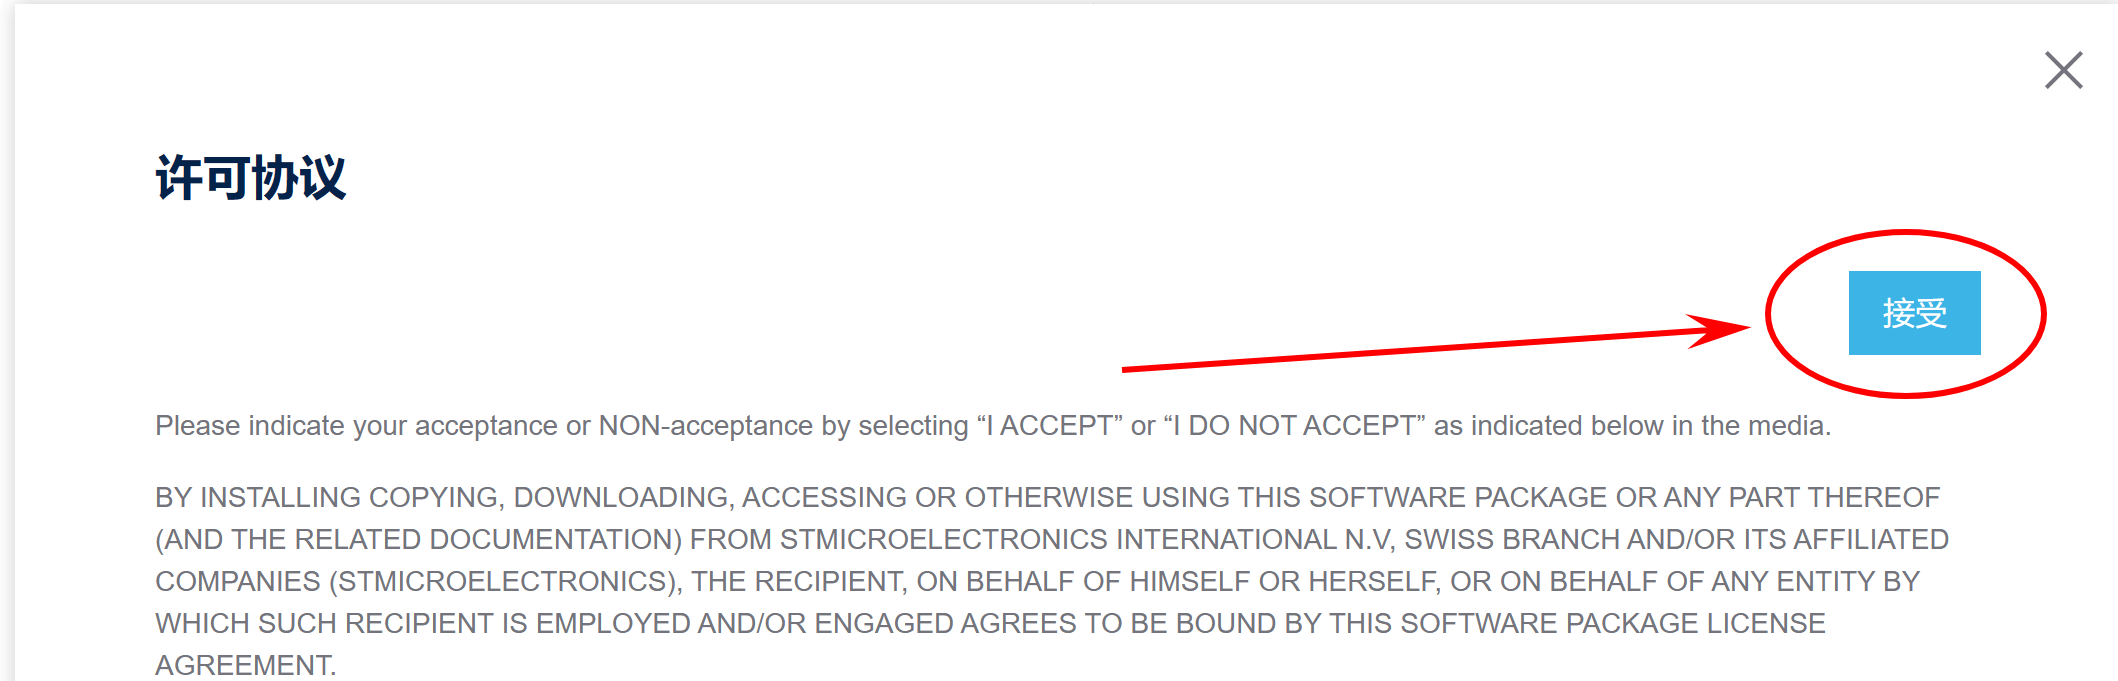 许可协议
接受
Please indicate your acceptance or NON-acceptance by selecting “I ACCEPT” or “I DO NOT ACCEPT” as indicated below in the media.
BY INSTALLING COPYING, DOWNLOADING, ACCESSING OR OTHERWISE USING THIS SOFTWARE PACKAGE OR ANY PART THEREOF
(AND THE RELATED DOCUMENTATION) FROM STMICROELECTRONICS INTERNATIONAL N.V, SWISS BRANCH AND/OR ITS AFFILIATED
COMPANIES (STMICROELECTRONICS), THE RECIPIENT, ON BEHALF OF HIMSELF OR HERSELF, OR ON BEHALF OF ANY ENTITY BY
WHICH SUCH RECIPIENT IS EMPLOYED AND/OR ENGAGED AGREES TO BE BOUND BY THIS SOFTWARE PACKAGE LICENSE
AGREEMENT.